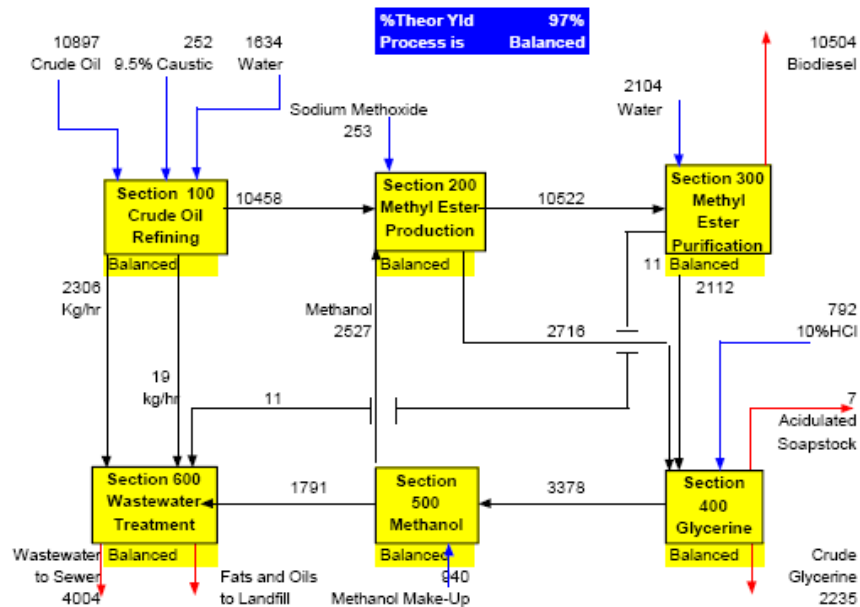 %Theor Yld 97%
Process is Balanced
10897
Crude Oil
252
9.5% Caustic
1634
Water
10504
Biodiesel
Sodium Methoxide
253
2104
Water
Section 100
Crude Oil
Refining
Balanced
10458
Section 200
Methyl Ester
Production
Balanced
10522
Section 300
Methyl
Ester
Purification
Balanced
11
2112
2306
Kg/hr
Methanol
2527
2716
792
10%HCl
19
kg/hr
11
7
Acidulated
Soapstock
Section 600
Wastewater
Treatment
Balanced
1791
Section
500
Methanol
Balanced
3378
Section
400
Glycerine
Balanced
Wastewater
to Sewer
4004
Fats and Oils
to Landfill
940
Methanol Make-Up
Crude
Glycerine
2235